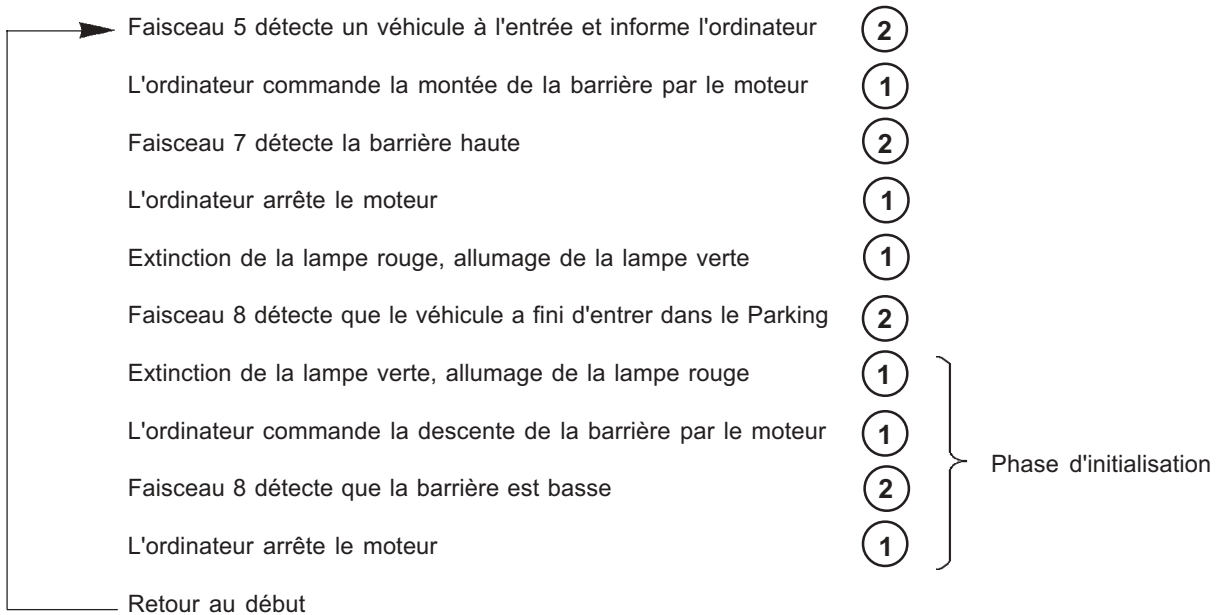 Faisceau 5 détecte un véhicule à l'entrée et informe l'ordinateur 2
L'ordinateur commande la montée de la barrière par le moteur 1
Faisceau 7 détecte la barrière haute 2
L'ordinateur arrête le moteur 1
Extinction de la lampe rouge, allumage de la lampe verte 1
Faisceau 8 détecte que le véhicule a fini d'entrer dans le Parking 2
Extinction de la lampe verte, allumage de la lampe rouge 1
L'ordinateur commande la descente de la barrière par le moteur 1
Phase d'initialisation
Faisceau 8 détecte que la barrière est basse 2
L'ordinateur arrête le moteur 1
Retour au début